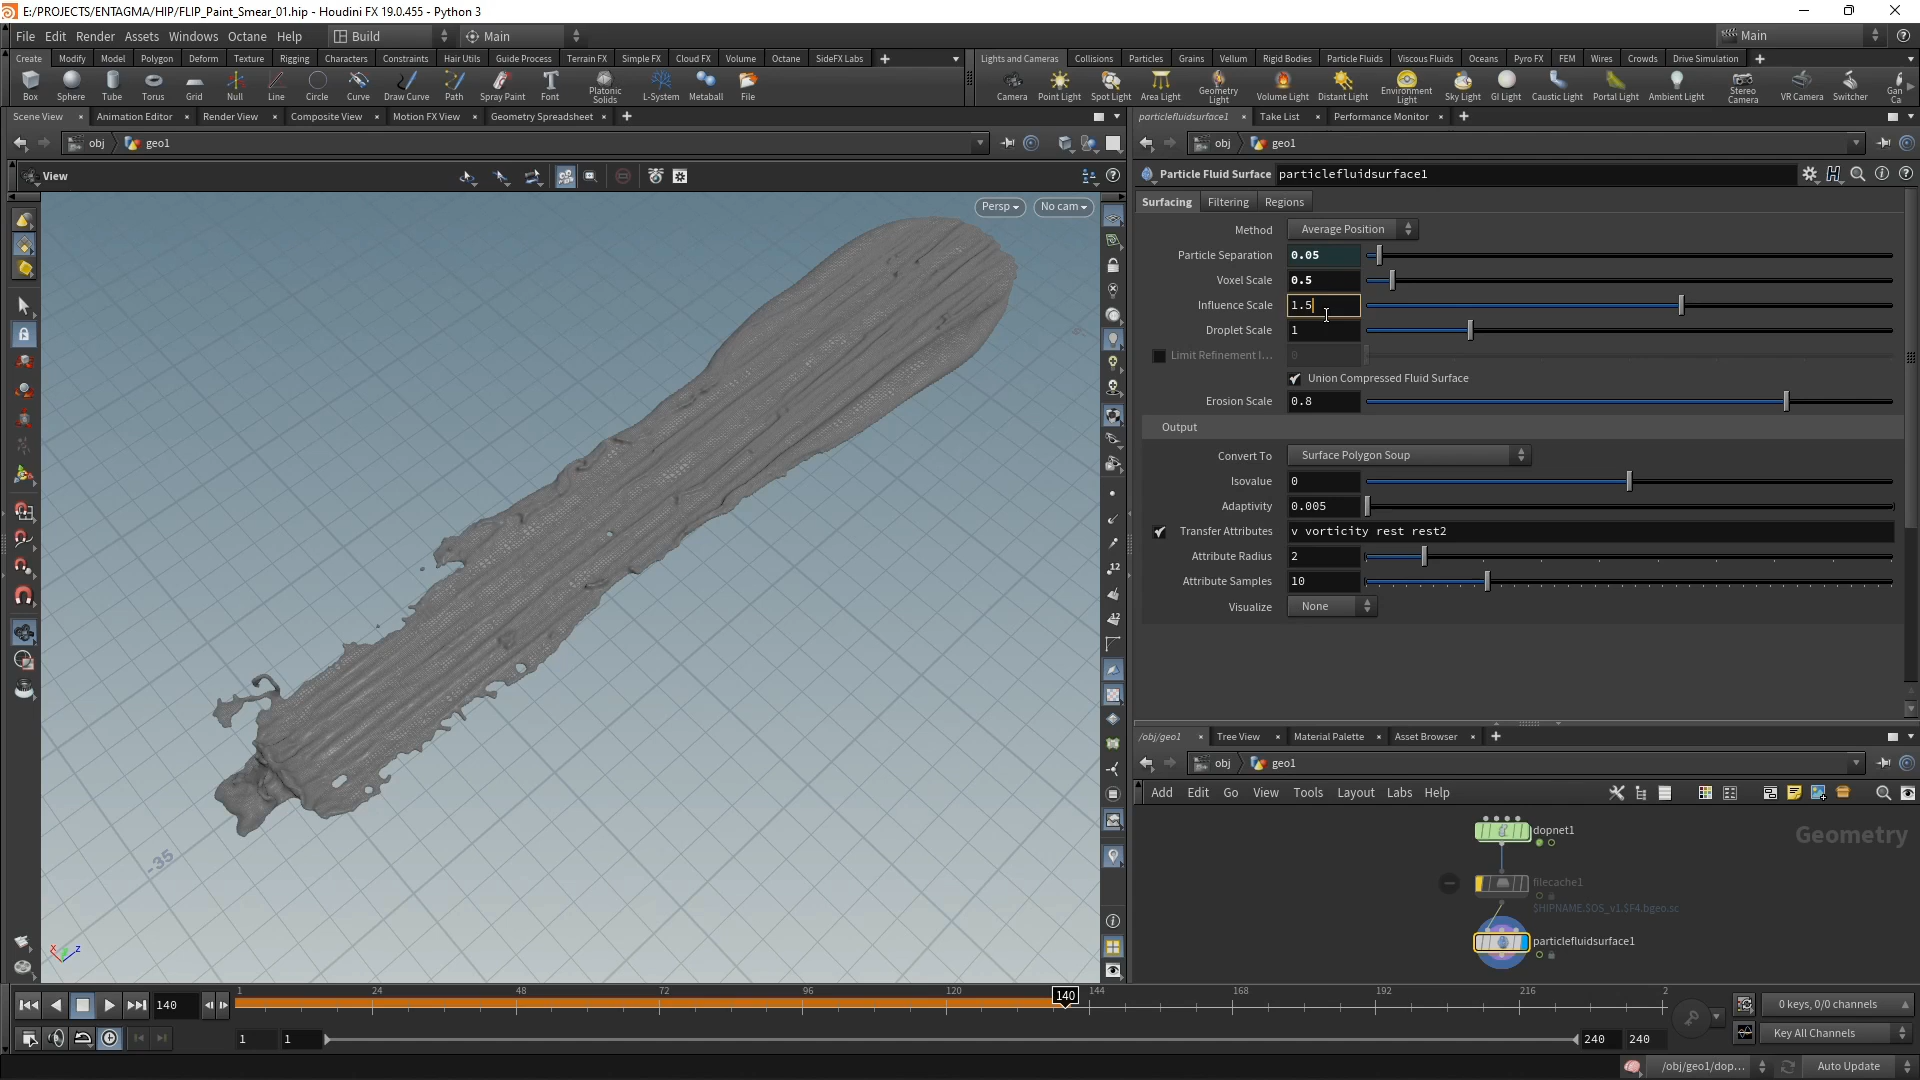 E:/PROJECTS/ENTAGMA/HIP/FLIP_Paint_Smear_01.hip - Houdini FX 19.0.455 - Python 3
File Edit Render Assets Windows Octane Help Build Main Main
Create Modify Model Polygon Deform Texture Rigging Characters Constraints Hair Utils Guide Process Terrain FX Simple FX Cloud FX Volume Octane SideFX Labs
Lights and Cameras Collisions Particles Grains Vellum Rigid Bodies Particle Fluids Viscous Fluids Oceans Pyro FX FEM Wires Crowds Drive Simulation
Box Sphere Tube Torus Grid Null Line Circle Curve Draw Curve Path Spray Paint Font Platonic Solids L-System Metaball File
Camera Point Light Spot Light Area Light Geometry Light Volume Light Distant Light Environment Light Sky Light GI Light Caustic Light Portal Light Ambient Light Stereo Camera VR Camera Switcher Gan Ca
Scene View Animation Editor Render View Composite View Motion FX View Geometry Spreadsheet
particlefluidsurface1 Take List Performance Monitor
obj geo1
obj geo1
View
Persp No cam
-35
Particle Fluid Surface particlefluidsurface1
Surfacing Filtering Regions
Method Average Position
Particle Separation 0.05
Voxel Scale 0.5
Influence Scale 1.5
Droplet Scale 1
Limit Refinement I... 0
Union Compressed Fluid Surface
Erosion Scale 0.8
Output
Convert To Surface Polygon Soup
Isovalue 0
Adaptivity 0.005
Transfer Attributes v vorticity rest rest2
Attribute Radius 2
Attribute Samples 10
Visualize None
12
12
x z
/obj/geo1 Tree View Material Palette Asset Browser
obj geo1
Add Edit Go View Tools Layout Labs Help
Geometry
dopnet1
filecache1
$HIPNAME.$OS_v1.$F4.bgeo.sc
particlefluidsurface1
140
1 24 48 72 96 120 140 144 168 192 216 2
0 keys, 0/0 channels
1 1 240 240
Key All Channels
/obj/geo1/dop... Auto Update